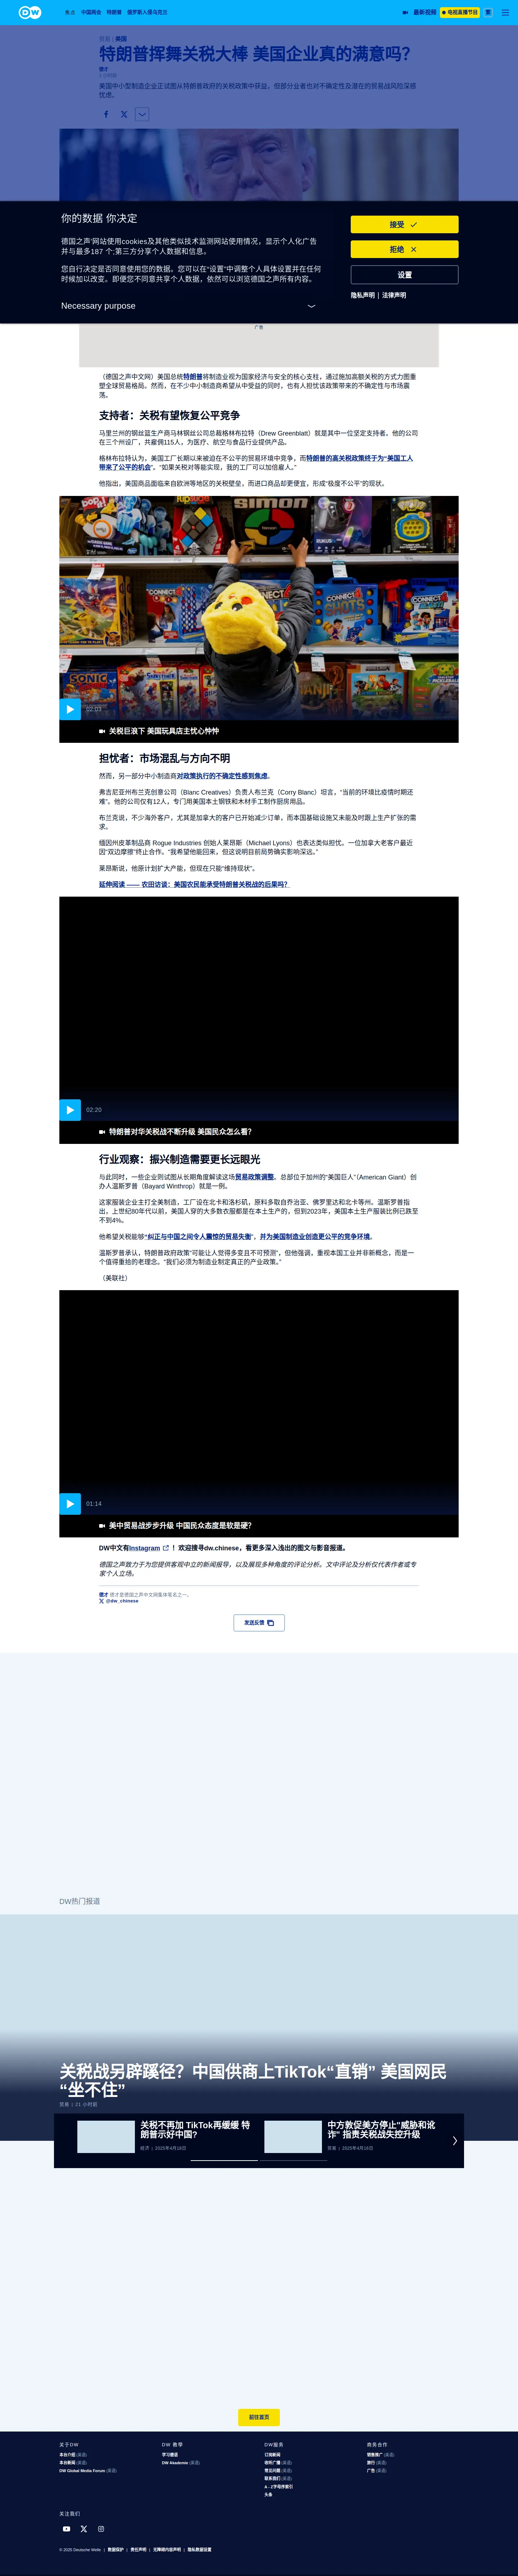 DW
焦点 中国舆台 特朗普 俄罗斯入侵乌克兰
最新视频 电视直播节目 繁
贸易 | 美国
特朗普挥舞关税大棒 美国企业真的满意吗？
德才
美国中小型制造企业正试图从特朗普政府的关税政策中获益，但部分业者也对不确定性及潜在的贸易战风险深感忧虑。
你的数据 你决定
德国之声网站使用cookies及其他类似技术监测网站使用情况，显示个人化广告并与最多187 个;第三方分享个人数据和信息。
您自行决定是否同意使用您的数据。您可以在"设置"中调整个人具体设置并在任何时候加以改变。即便您不同意共享个人数据，依然可以浏览德国之声所有内容。
Necessary purpose
接受
拒绝
设置
隐私声明 | 法律声明
广告
（德国之声中文网）美国总统特朗普将制造业视为国家经济与安全的核心支柱，通过施加高额关税的方式力图重塑全球贸易格局。然而，在不少中小制造商希望从中受益的同时，也有人担忧该政策带来的不确定性与市场震荡。
支持者：关税有望恢复公平竞争
马里兰州的钢丝篮生产商马林钢丝公司总裁格林布拉特（Drew Greenblatt）就是其中一位坚定支持者。他的公司在三个州设厂，共雇佣115人，为医疗、航空与食品行业提供产品。
格林布拉特认为，美国工厂长期以来被迫在不公平的贸易环境中竞争，而特朗普的高关税政策终于为“美国工人带来了公平的机会”。“如果关税对等能实现，我的工厂可以加倍雇人。”
他指出，美国商品面临来自欧洲等地区的关税壁垒，而进口商品却更便宜，形成“极度不公平”的现状。
bop it!
SIMON
CONNECT 4
CONNECT 4 SHOTS
SONIC
PICKLEBALL
02:03
关税巨浪下 美国玩具店主忧心忡忡
担忧者：市场混乱与方向不明
然而，另一部分中小制造商对政策执行的不确定性感到焦虑。
弗吉尼亚州布兰克创意公司（Blanc Creatives）负责人布兰克（Corry Blanc）坦言，“当前的环境比疫情时期还难”。他的公司仅有12人，专门用美国本土钢铁和木材手工制作厨房用品。
布兰克说，不少海外客户，尤其是加拿大的客户已开始减少订单，而本国基础设施又未能及时跟上生产扩张的需求。
缅因州皮革制品商 Rogue Industries 创始人莱昂斯（Michael Lyons）也表达类似担忧。一位加拿大老客户最近因“双边摩擦”终止合作。“我希望他能回来，但这说明目前局势确实影响深远。”
莱昂斯说，他原计划扩大产能，但现在只能“维持现状”。
延伸阅读 —— 农田访谈：美国农民能承受特朗普关税战的后果吗？
02:20
特朗普对华关税战不断升级 美国民众怎么看？
行业观察：振兴制造需要更长远眼光
与此同时，一些企业则试图从长期角度解读这场贸易政策调整。总部位于加州的“美国巨人”（American Giant）创办人温斯罗普（Bayard Winthrop）就是一例。
这家服装企业主打全美制造，工厂设在北卡和洛杉矶，原料多取自乔治亚、佛罗里达和北卡等州。温斯罗普指出，上世纪80年代以前，美国人穿的大多数衣服都是在本土生产的，但到2023年，美国本土生产服装比例已跌至不到4%。
他希望关税能够“纠正与中国之间令人震惊的贸易失衡”，并为美国制造业创造更公平的竞争环境。
温斯罗普承认，特朗普政府政策“可能让人觉得多变且不可预测”，但他强调，重视本国工业并非新概念，而是一个值得重拾的老理念。“我们必须为制造业制定真正的产业政策。”
（美联社）
01:14
美中贸易战步步升级 中国民众态度是软是硬？
DW中文有Instagram ！欢迎搜寻dw.chinese，看更多深入浅出的图文与影音报道。
德国之声致力于为您提供客观中立的新闻报导，以及展现多种角度的评论分析。文中评论及分析仅代表作者或专家个人立场。
德才 德才是德国之声中文网集体笔名之一。
@dw_chinese
发送反馈
DW热门报道
关税战另辟蹊径？中国供商上TikTok“直销” 美国网民“坐不住”
贸易 | 21 小时前
关税不再加 TikTok再缓缓 特朗普示好中国?
经济 | 2025年4月18日
中方敦促美方停止"威胁和讹诈" 指责关税战失控升级
贸易 | 2025年4月16日
前往首页
关于DW
本台介绍 (英语)
本台新闻 (英语)
DW Global Media Forum (英语)
DW 教学
学习德语
DW Akademie (英语)
DW服务
订阅新闻
收听广播 (英语)
常见问题 (英语)
联系我们 (英语)
A - Z字母序索引
头条
政务合作
销售推广 (英语)
旅行 (英语)
广告 (英语)
关注我们
© 2025 Deutsche Welle | 数据保护 | 责任声明 | 无障碍内容声明 | 隐私数据设置